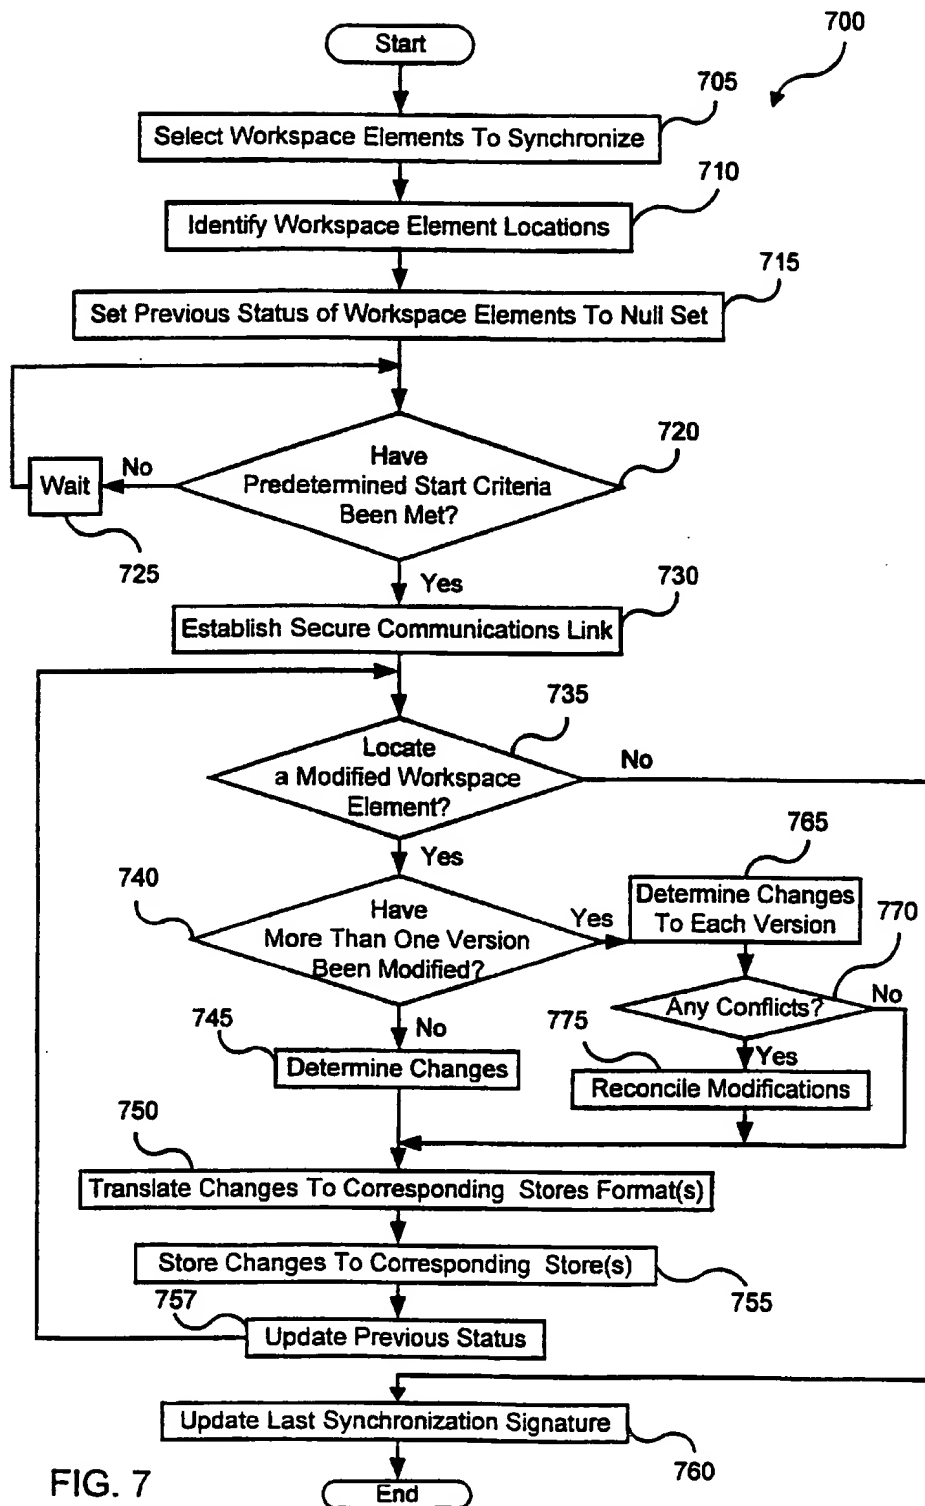 700
Start
705
Select Workspace Elements To Synchronize
710
Identify Workspace Element Locations
715
Set Previous Status of Workspace Elements To Null Set
720
Have
Predetermined Start Criteria
Been Met?
No
Wait
725
Yes
730
Establish Secure Communications Link
735
Locate
a Modified Workspace
Element?
No
Yes
740
Have
More Than One Version
Been Modified?
Yes
765
Determine Changes
To Each Version
770
Any Conflicts?
No
No
745
Determine Changes
775
Yes
Reconcile Modifications
750
Translate Changes To Corresponding Stores Format(s)
Store Changes To Corresponding Store(s)
755
757
Update Previous Status
Update Last Synchronization Signature
760
End
FIG. 7